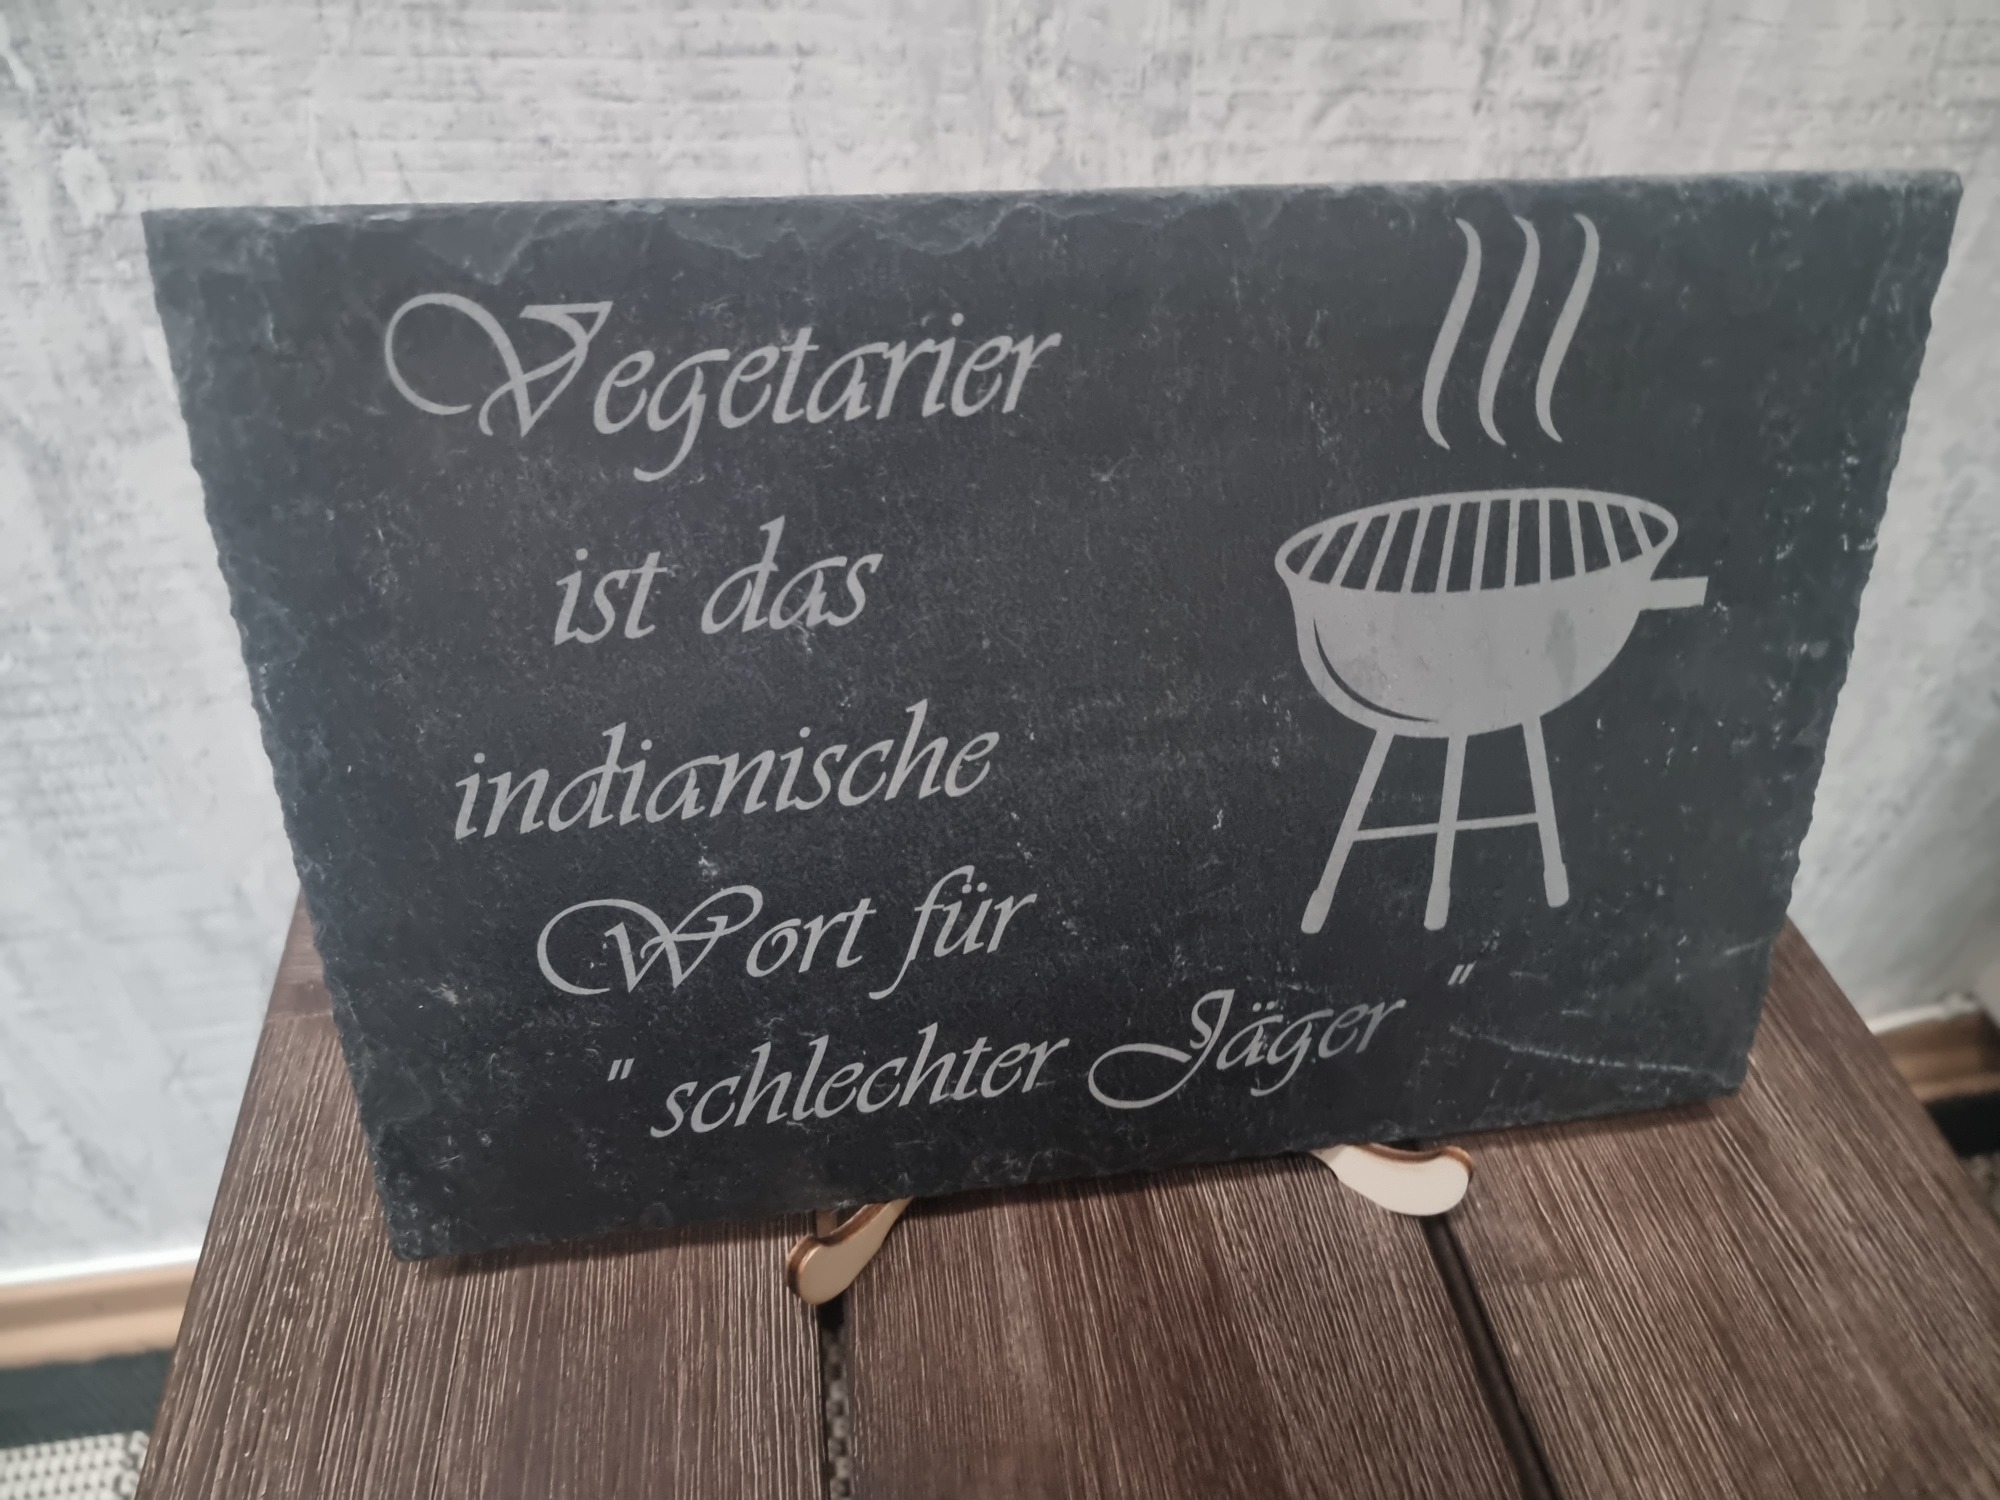 Vegetarier
ist das
indianische
Wort für
" schlechter Jäger "